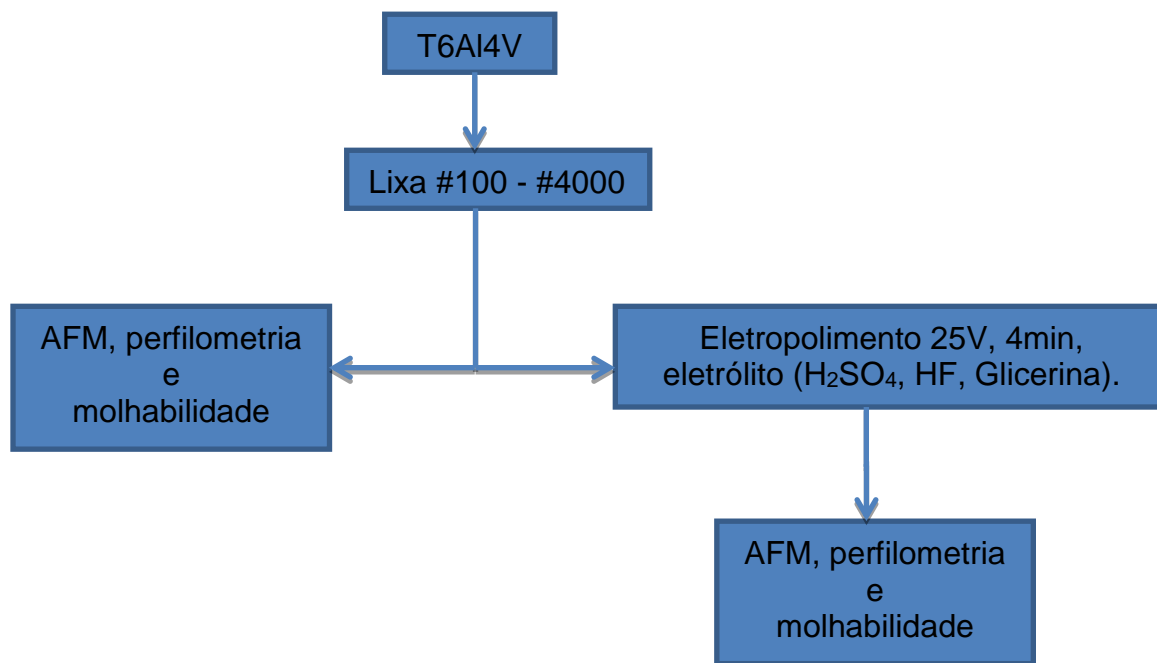 T6Al4V
Lixa #100 - #4000
AFM, perfilometria
e
molhabilidade
Eletropolimento 25V, 4min,
eletrólito (H₂SO₄, HF, Glicerina).
AFM, perfilometria
e
molhabilidade